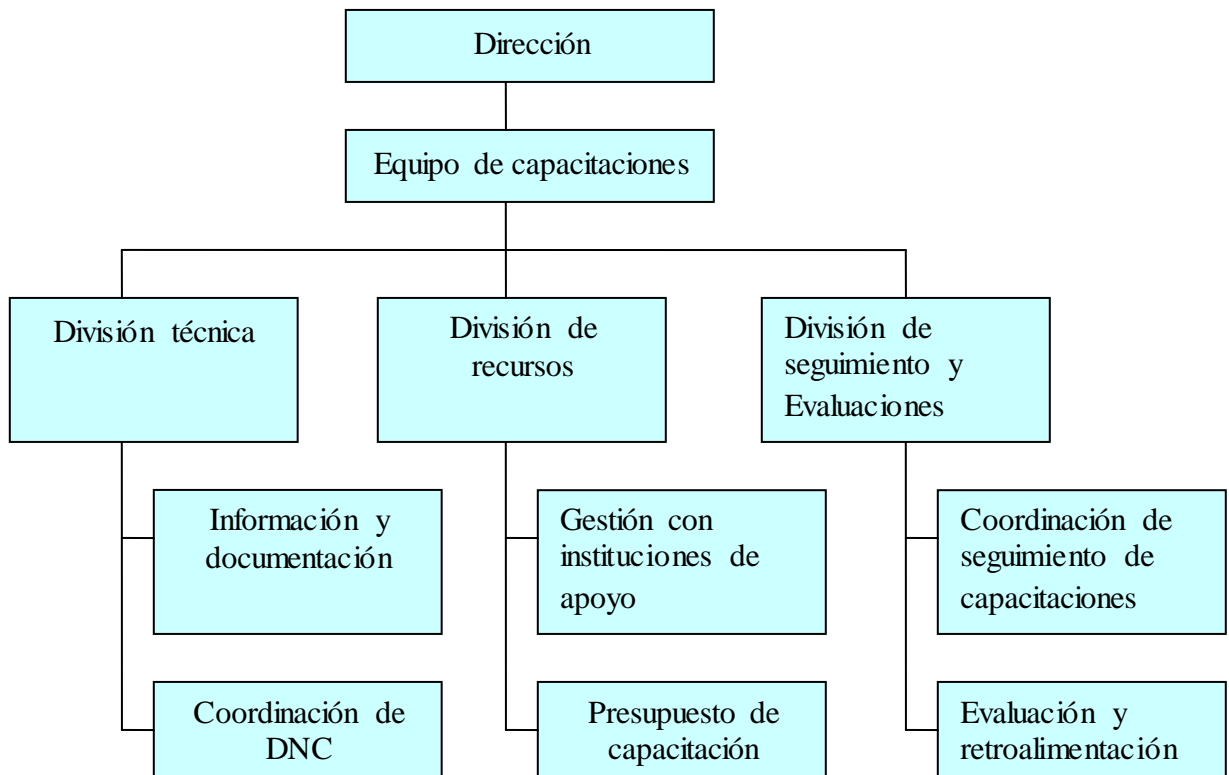 Dirección
Equipo de capacitaciones
División técnica
División de
recursos
División de
seguimiento y
Evaluaciones
Información y
documentación
Gestión con
instituciones de
apoyo
Coordinación de
seguimiento de
capacitaciones
Coordinación de
DNC
Presupuesto de
capacitación
Evaluación y
retroalimentación